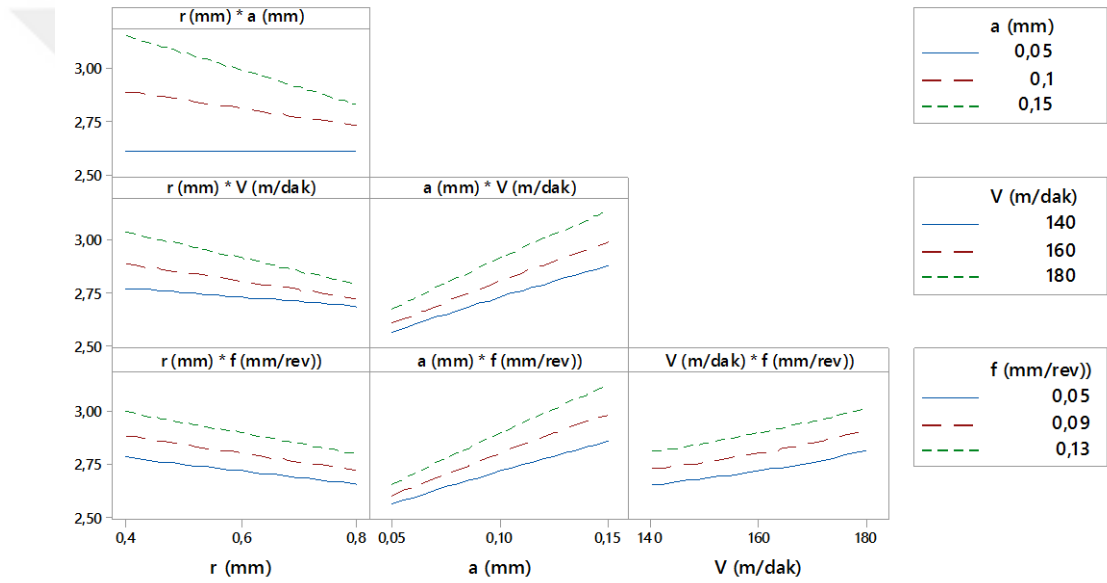 r (mm) * a (mm)
3,00
2,75
2,50
a (mm)
0,05
0,1
0,15
r (mm) * V (m/dak)
a (mm) * V (m/dak)
3,00
2,75
2,50
V (m/dak)
140
160
180
r (mm) * f (mm/rev))
a (mm) * f (mm/rev))
V (m/dak) * f (mm/rev))
3,00
2,75
2,50
f (mm/rev))
0,05
0,09
0,13
0,4 0,6 0,8
0,05 0,10 0,15
140 160 180
r (mm)
a (mm)
V (m/dak)